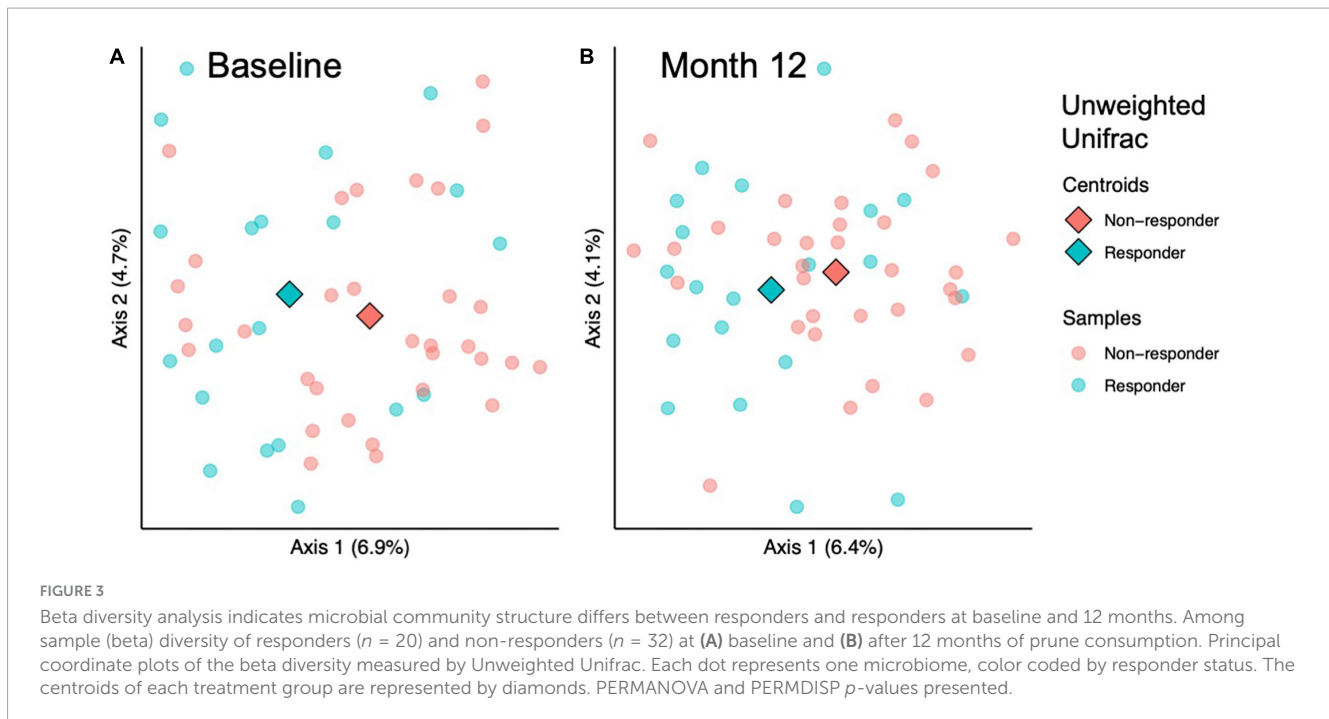 A
Baseline
Axis 2 (4.7%)
Axis 1 (6.9%)
B
Month 12
Axis 2 (4.1%)
Axis 1 (6.4%)
Unweighted
Unifrac
Centroids
Non-responder
Responder
Samples
Non-responder
Responder
FIGURE 3
Beta diversity analysis indicates microbial community structure differs between responders and responders at baseline and 12 months. Among
sample (beta) diversity of responders (n = 20) and non-responders (n = 32) at (A) baseline and (B) after 12 months of prune consumption. Principal
coordinate plots of the beta diversity measured by Unweighted Unifrac. Each dot represents one microbiome, color coded by responder status. The
centroids of each treatment group are represented by diamonds. PERMANOVA and PERMDISP p-values presented.